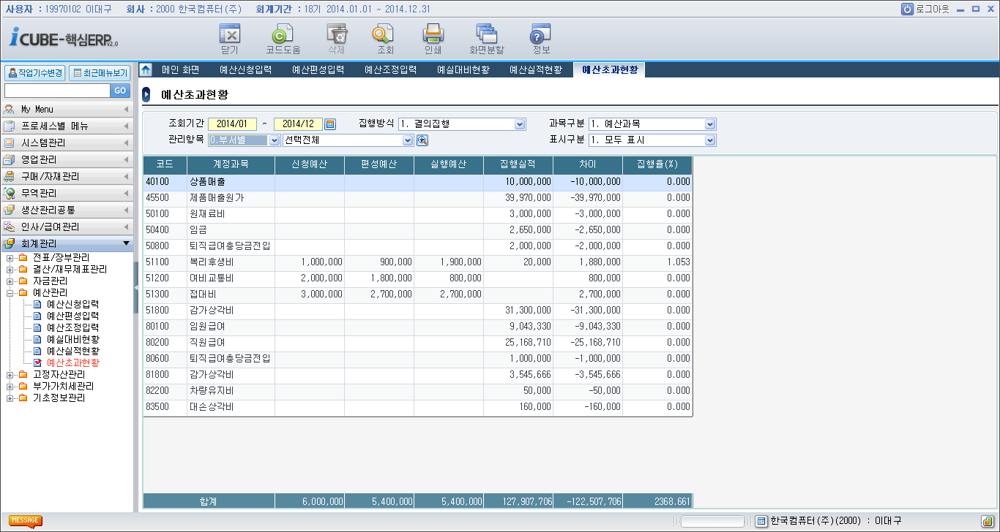 사용자 : 19970102 이대구 회사 : 2000 한국컴퓨터(주) 회계기간 : 18기 2014.01.01 ~ 2014.12.31 로그아웃
iCUBE-핵심ERP v2.0
닫기 코드도움 삭제 조회 인쇄 화면분할 정보
작업기수변경 최근메뉴보기
메인 화면 예산신청입력 예산편성입력 예산조정입력 예실대비현황 예산실적현황 예산초과현황
GO
My Menu
프로세스별 메뉴
시스템관리
영업관리
구매/자재관리
무역관리
생산관리공통
인사/급여관리
회계관리
전표/장부관리
결산/재무제표관리
자금관리
예산관리
예산신청입력
예산편성입력
예산조정입력
예실대비현황
예산실적현황
예산초과현황
고정자산관리
부가가치세관리
기초정보관리
예산초과현황
조회기간 2014/01 ~ 2014/12 집행방식 1. 결의집행 과목구분 1. 예산과목
관리항목 0.부서별 선택전체 표시구분 1. 모두 표시
코드 계정과목 신청예산 편성예산 실행예산 집행실적 차이 집행율(%)
40100 상품매출 10,000,000 -10,000,000 0.000
45500 제품매출원가 39,970,000 -39,970,000 0.000
50100 원재료비 3,000,000 -3,000,000 0.000
50400 임금 2,650,000 -2,650,000 0.000
50800 퇴직급여충당금전입 2,000,000 -2,000,000 0.000
51100 복리후생비 1,000,000 900,000 1,900,000 20,000 1,880,000 1.053
51200 여비교통비 2,000,000 1,800,000 800,000 800,000 0.000
51300 접대비 3,000,000 2,700,000 2,700,000 2,700,000 0.000
51800 감가상각비 31,300,000 -31,300,000 0.000
80100 임원급여 9,043,330 -9,043,330 0.000
80200 직원급여 25,168,710 -25,168,710 0.000
80600 퇴직급여충당금전입 1,000,000 -1,000,000 0.000
81800 감가상각비 3,545,666 -3,545,666 0.000
82200 차량유지비 50,000 -50,000 0.000
83500 대손상각비 160,000 -160,000 0.000
합계 6,000,000 5,400,000 5,400,000 127,907,706 -122,507,706 2368.661
MESSAGE
한국컴퓨터(주)(2000) : 이대구